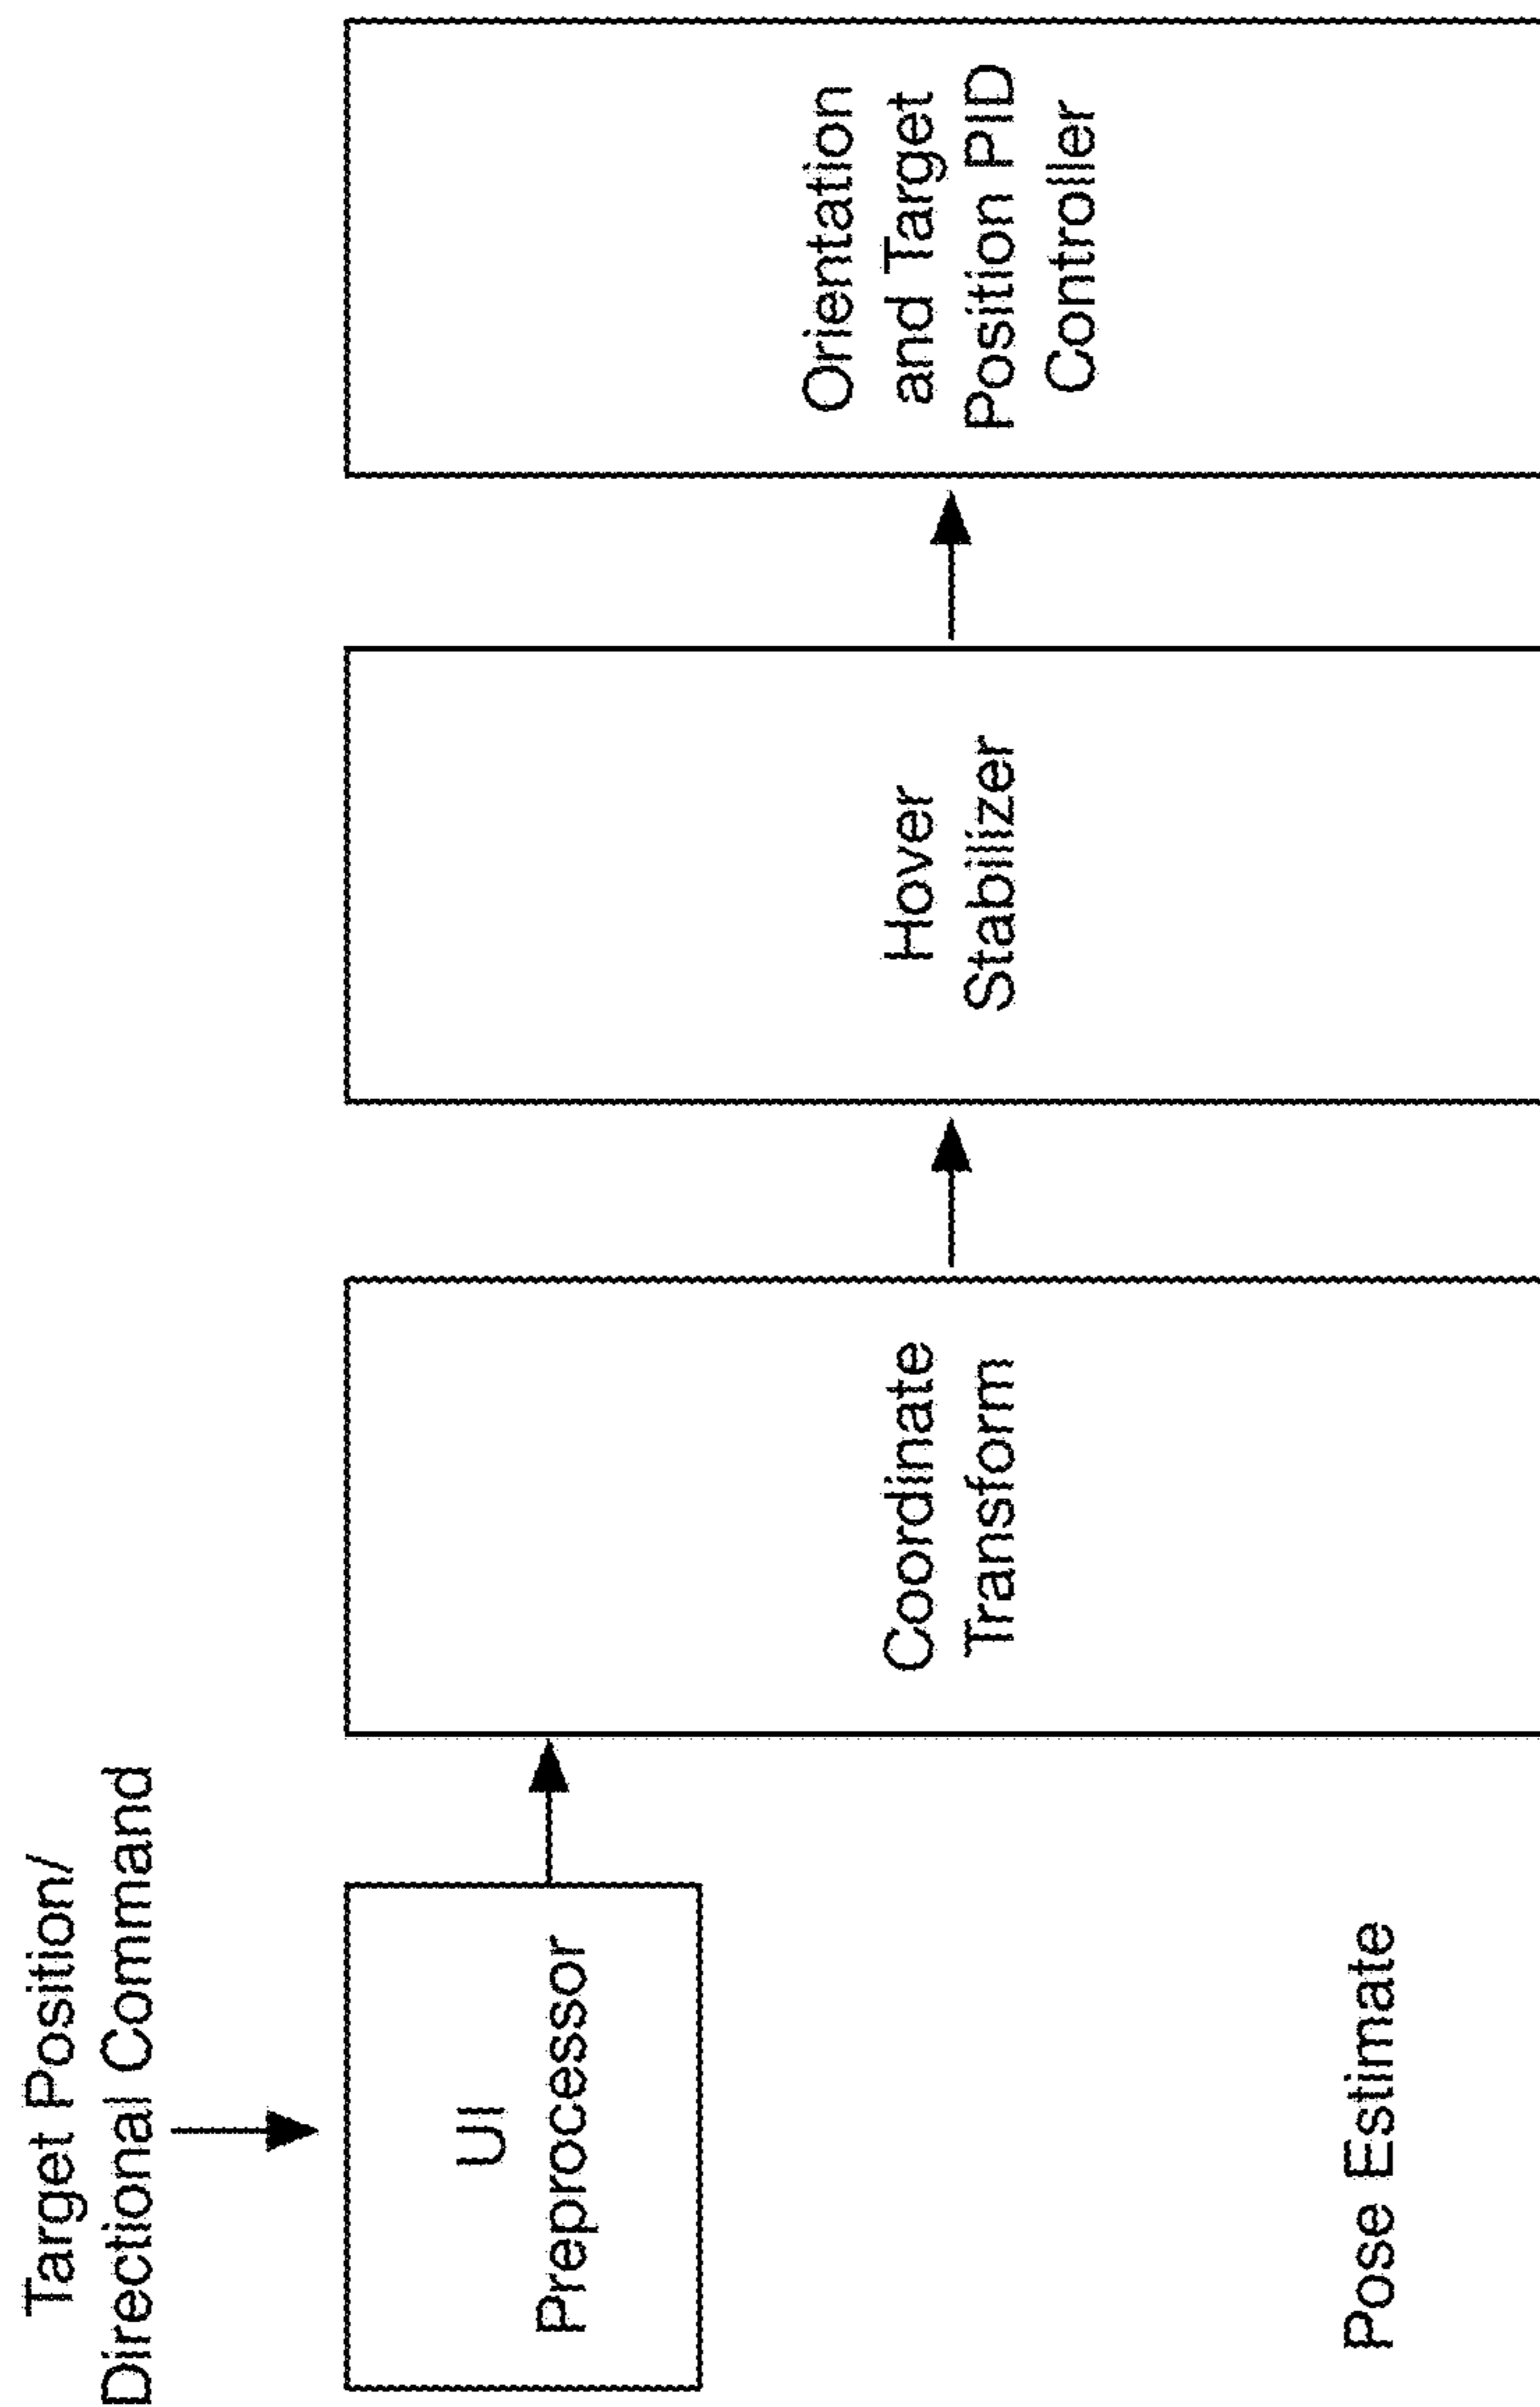 Target Position/
Directional Command
UI
Preprocessor
Pose Estimate
Coordinate
Transform
Hover
Stabilizer
Orientation
and Target
Position PID
Controller